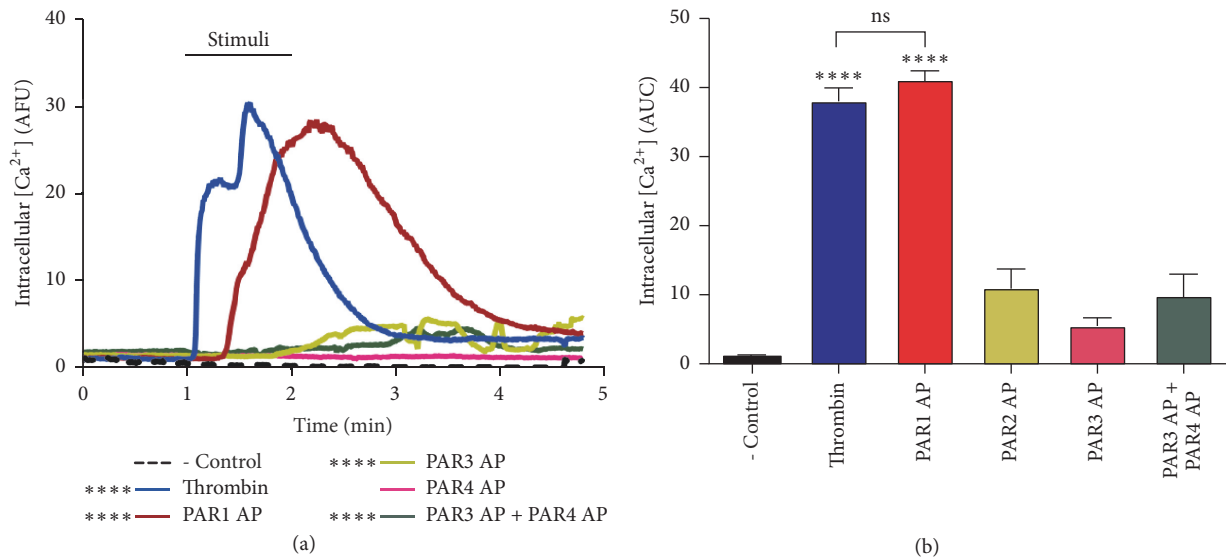 40
30
20
10
0
Intracellular [Ca²⁺] (AFU)
Stimuli
0 1 2 3 4 5
Time (min)
- Control
**** Thrombin
**** PAR1 AP
**** PAR3 AP
PAR4 AP
**** PAR3 AP + PAR4 AP
(a)
50
40
30
20
10
0
Intracellular [Ca²⁺] (AUC)
ns
****
****
- Control
Thrombin
PAR1 AP
PAR2 AP
PAR3 AP
PAR3 AP +
PAR4 AP
(b)